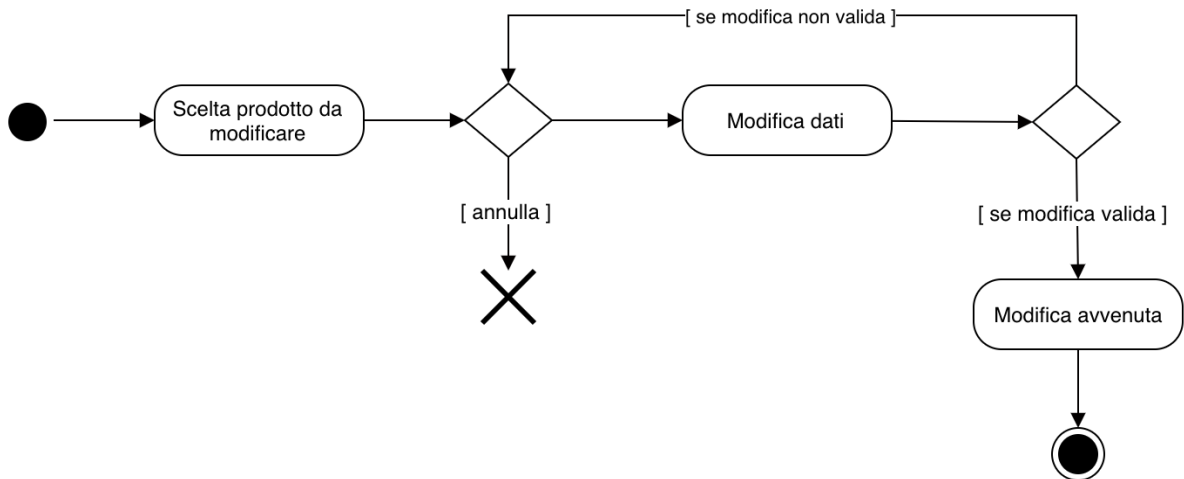 [ se modifica non valida ]
Scelta prodotto da
modificare
Modifica dati
[ annulla ]
[ se modifica valida ]
Modifica avvenuta